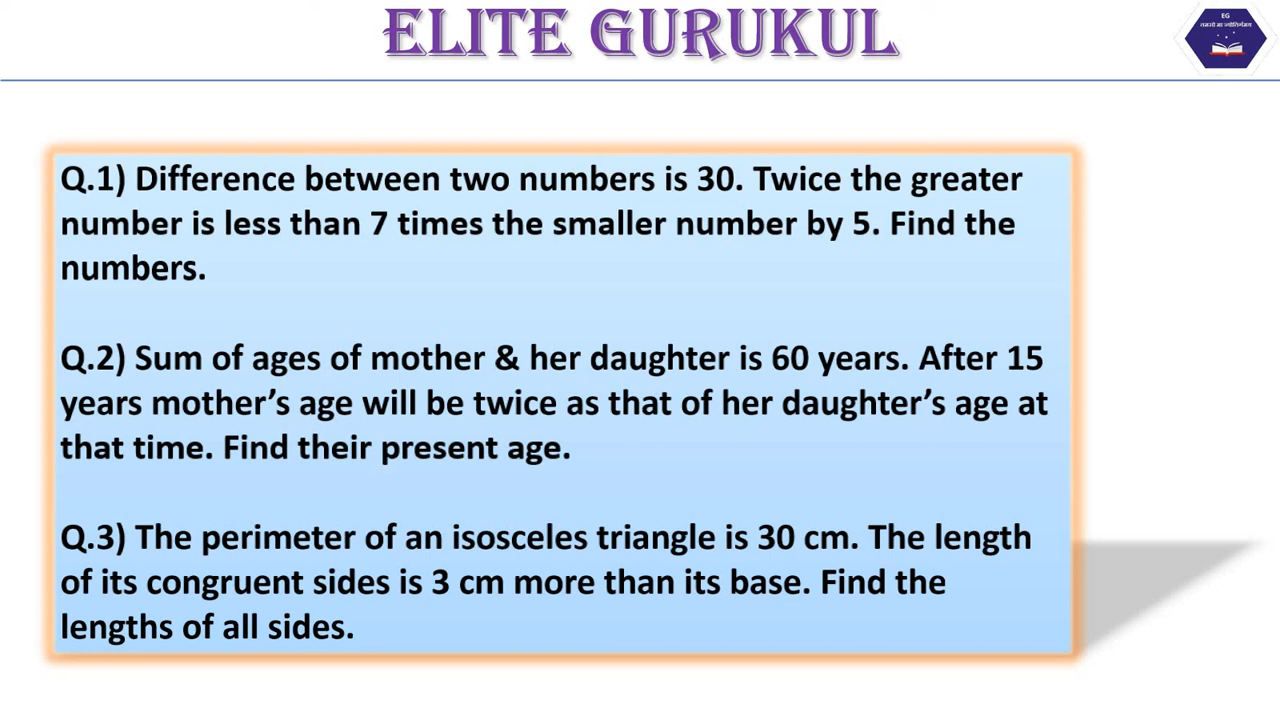 ELITE GURUKUL
EG
तमसो मा ज्योतिर्गमय
Q.1) Difference between two numbers is 30. Twice the greater
number is less than 7 times the smaller number by 5. Find the
numbers.
Q.2) Sum of ages of mother & her daughter is 60 years. After 15
years mother’s age will be twice as that of her daughter’s age at
that time. Find their present age.
Q.3) The perimeter of an isosceles triangle is 30 cm. The length
of its congruent sides is 3 cm more than its base. Find the
lengths of all sides.